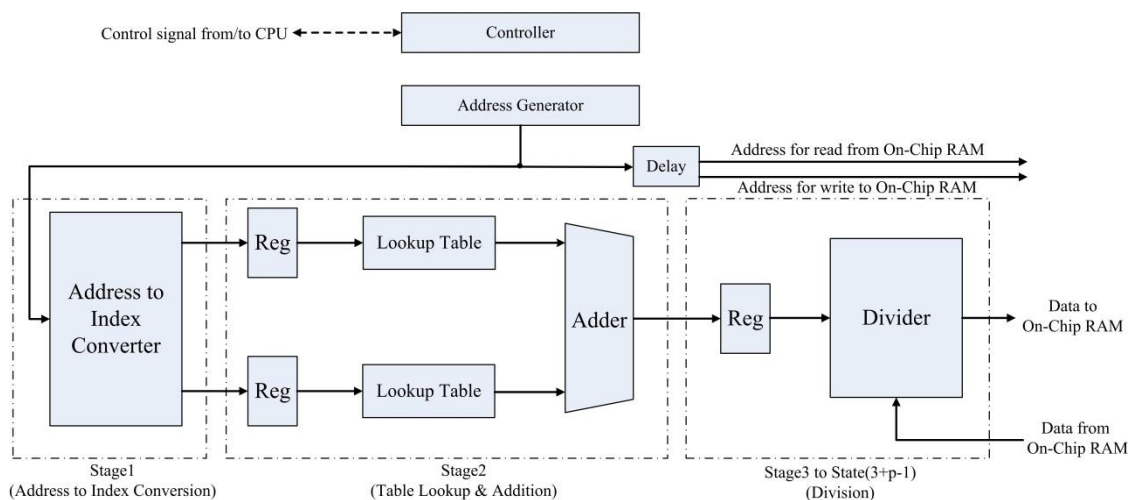 Control signal from/to CPU
Controller
Address Generator
Delay
Address for read from On-Chip RAM
Address for write to On-Chip RAM
Address to
Index
Converter
Reg
Lookup Table
Reg
Lookup Table
Adder
Reg
Divider
Data to
On-Chip RAM
Data from
On-Chip RAM
Stage1
(Address to Index Conversion)
Stage2
(Table Lookup & Addition)
Stage3 to State(3+p-1)
(Division)